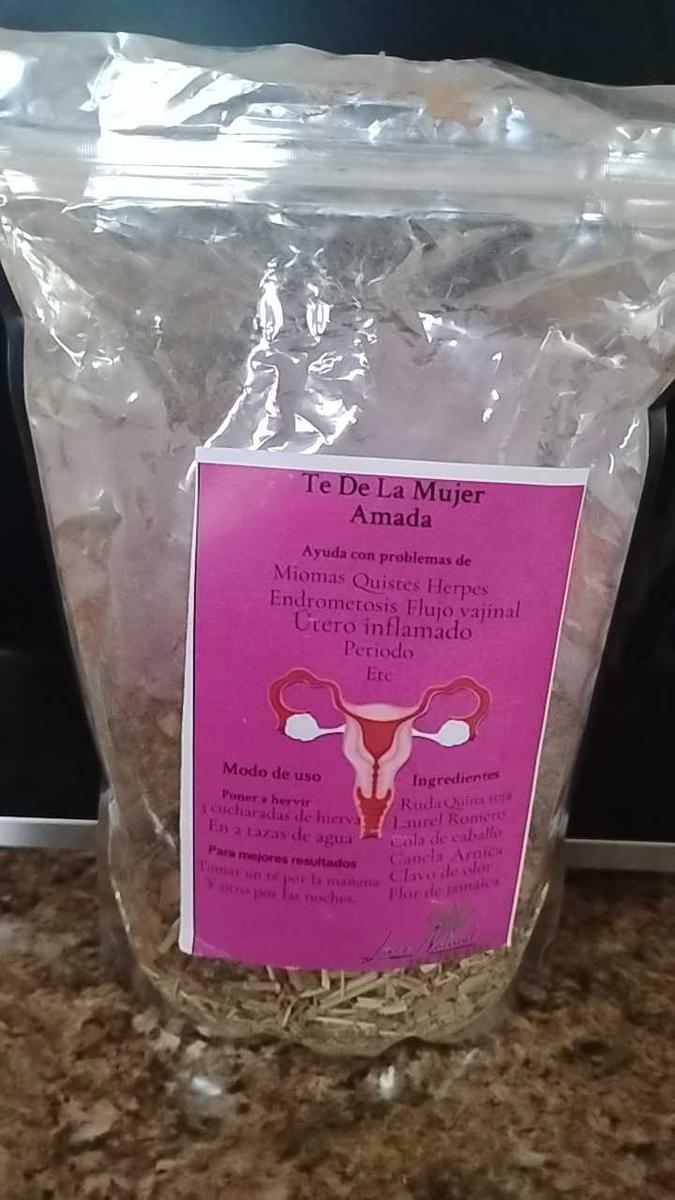 Te De La Mujer
Amada
Ayuda con problemas de
Miomas Quistes Herpes
Endrometosis Flujo vajinal
Utero inflamado
Periodo
Etc
Modo de uso
Poner a hervir
3 cucharadas de hierva
En 2 tazas de agua
Para mejores resultados
Tomar un té por la mañana
Y otro por las noches.
Ingredientes
Ruda Quina roja
Laurel Romero
Cola de caballo
Canela Arnica
Clavo de olor
Flor de jamaica